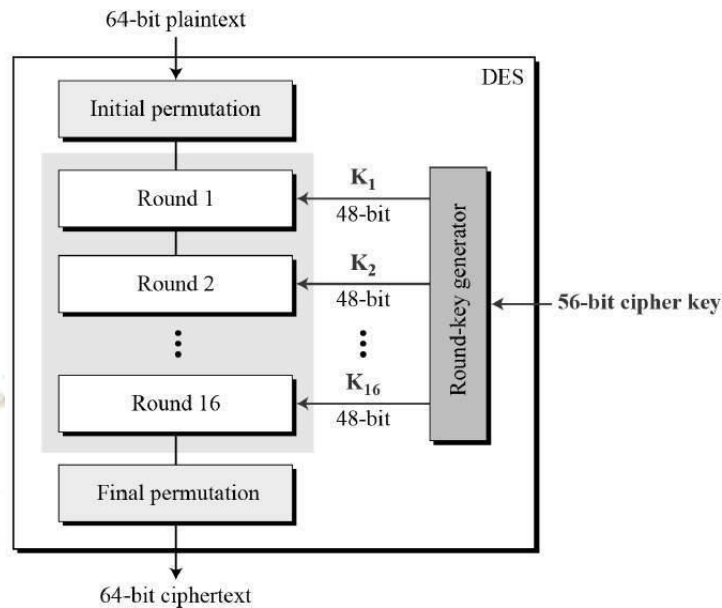 64-bit plaintext
DES
Initial permutation
Round 1
K₁
48-bit
Round 2
K₂
48-bit
Round-key generator
56-bit cipher key
Round 16
K₁₆
48-bit
Final permutation
64-bit ciphertext